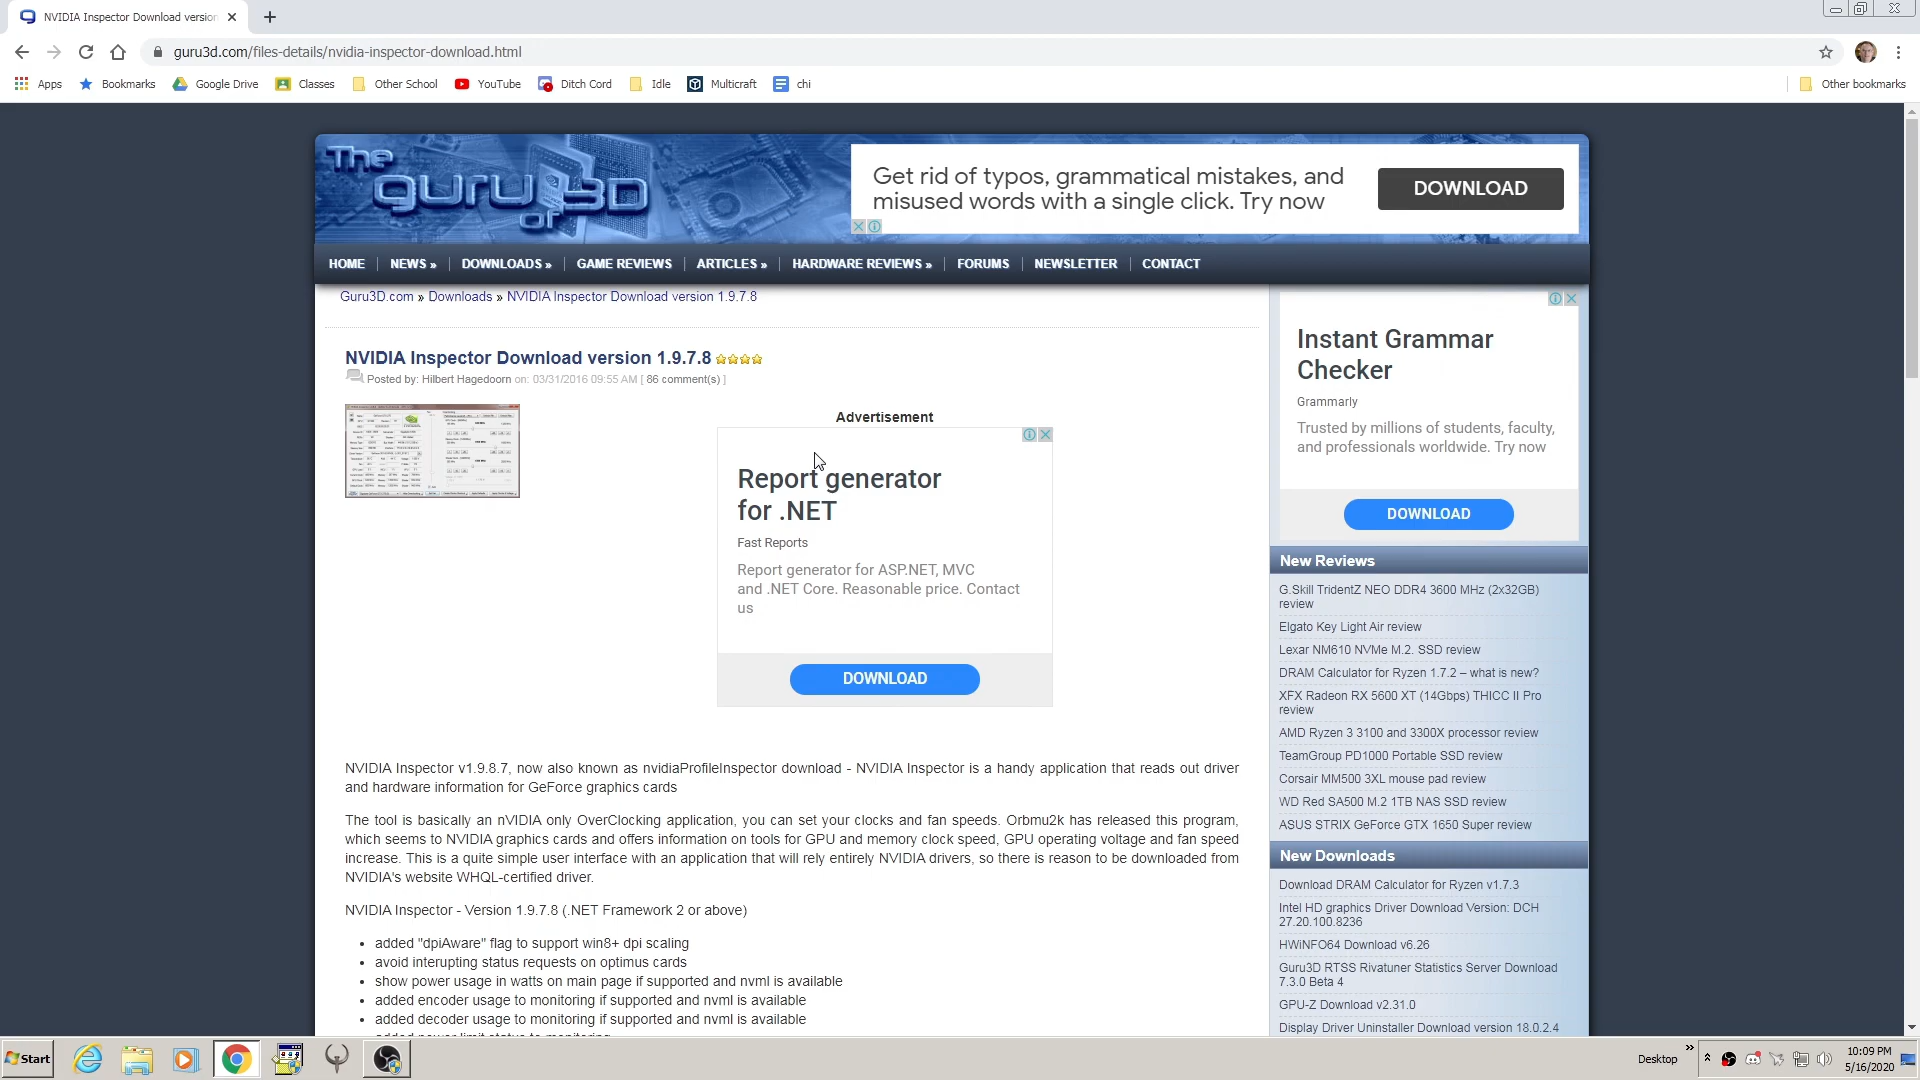 NVIDIA Inspector Download version
guru3d.com/files-details/nvidia-inspector-download.html
Apps
Bookmarks
Google Drive
Classes
Other School
YouTube
Ditch Cord
Idle
Multicraft
chi
Other bookmarks
The guru of 3D
Get rid of typos, grammatical mistakes, and
misused words with a single click. Try now
DOWNLOAD
HOME
NEWS »
DOWNLOADS »
GAME REVIEWS
ARTICLES »
HARDWARE REVIEWS »
FORUMS
NEWSLETTER
CONTACT
Guru3D.com » Downloads » NVIDIA Inspector Download version 1.9.7.8
NVIDIA Inspector Download version 1.9.7.8
Posted by: Hilbert Hagedoorn on: 03/31/2016 09:55 AM [ 86 comment(s) ]
Advertisement
Report generator
for .NET
Fast Reports
Report generator for ASP.NET, MVC
and .NET Core. Reasonable price. Contact
us
DOWNLOAD
NVIDIA Inspector v1.9.8.7, now also known as nvidiaProfileInspector download - NVIDIA Inspector is a handy application that reads out driver
and hardware information for GeForce graphics cards
The tool is basically an nVIDIA only OverClocking application, you can set your clocks and fan speeds. Orbmu2k has released this program,
which seems to NVIDIA graphics cards and offers information on tools for GPU and memory clock speed, GPU operating voltage and fan speed
increase. This is a quite simple user interface with an application that will rely entirely NVIDIA drivers, so there is reason to be downloaded from
NVIDIA's website WHQL-certified driver.
NVIDIA Inspector - Version 1.9.7.8 (.NET Framework 2 or above)
• added "dpiAware" flag to support win8+ dpi scaling
• avoid interupting status requests on optimus cards
• show power usage in watts on main page if supported and nvml is available
• added encoder usage to monitoring if supported and nvml is available
• added decoder usage to monitoring if supported and nvml is available
Instant Grammar
Checker
Grammarly
Trusted by millions of students, faculty,
and professionals worldwide. Try now
DOWNLOAD
New Reviews
G.Skill TridentZ NEO DDR4 3600 MHz (2x32GB)
review
Elgato Key Light Air review
Lexar NM610 NVMe M.2. SSD review
DRAM Calculator for Ryzen 1.7.2 – what is new?
XFX Radeon RX 5600 XT (14Gbps) THICC II Pro
review
AMD Ryzen 3 3100 and 3300X processor review
TeamGroup PD1000 Portable SSD review
Corsair MM500 3XL mouse pad review
WD Red SA500 M.2 1TB NAS SSD review
ASUS STRIX GeForce GTX 1650 Super review
New Downloads
Download DRAM Calculator for Ryzen v1.7.3
Intel HD graphics Driver Download Version: DCH
27.20.100.8236
HWiNFO64 Download v6.26
Guru3D RTSS Rivatuner Statistics Server Download
7.3.0 Beta 4
GPU-Z Download v2.31.0
Display Driver Uninstaller Download version 18.0.2.4
Start
Desktop
10:09 PM
5/16/2020